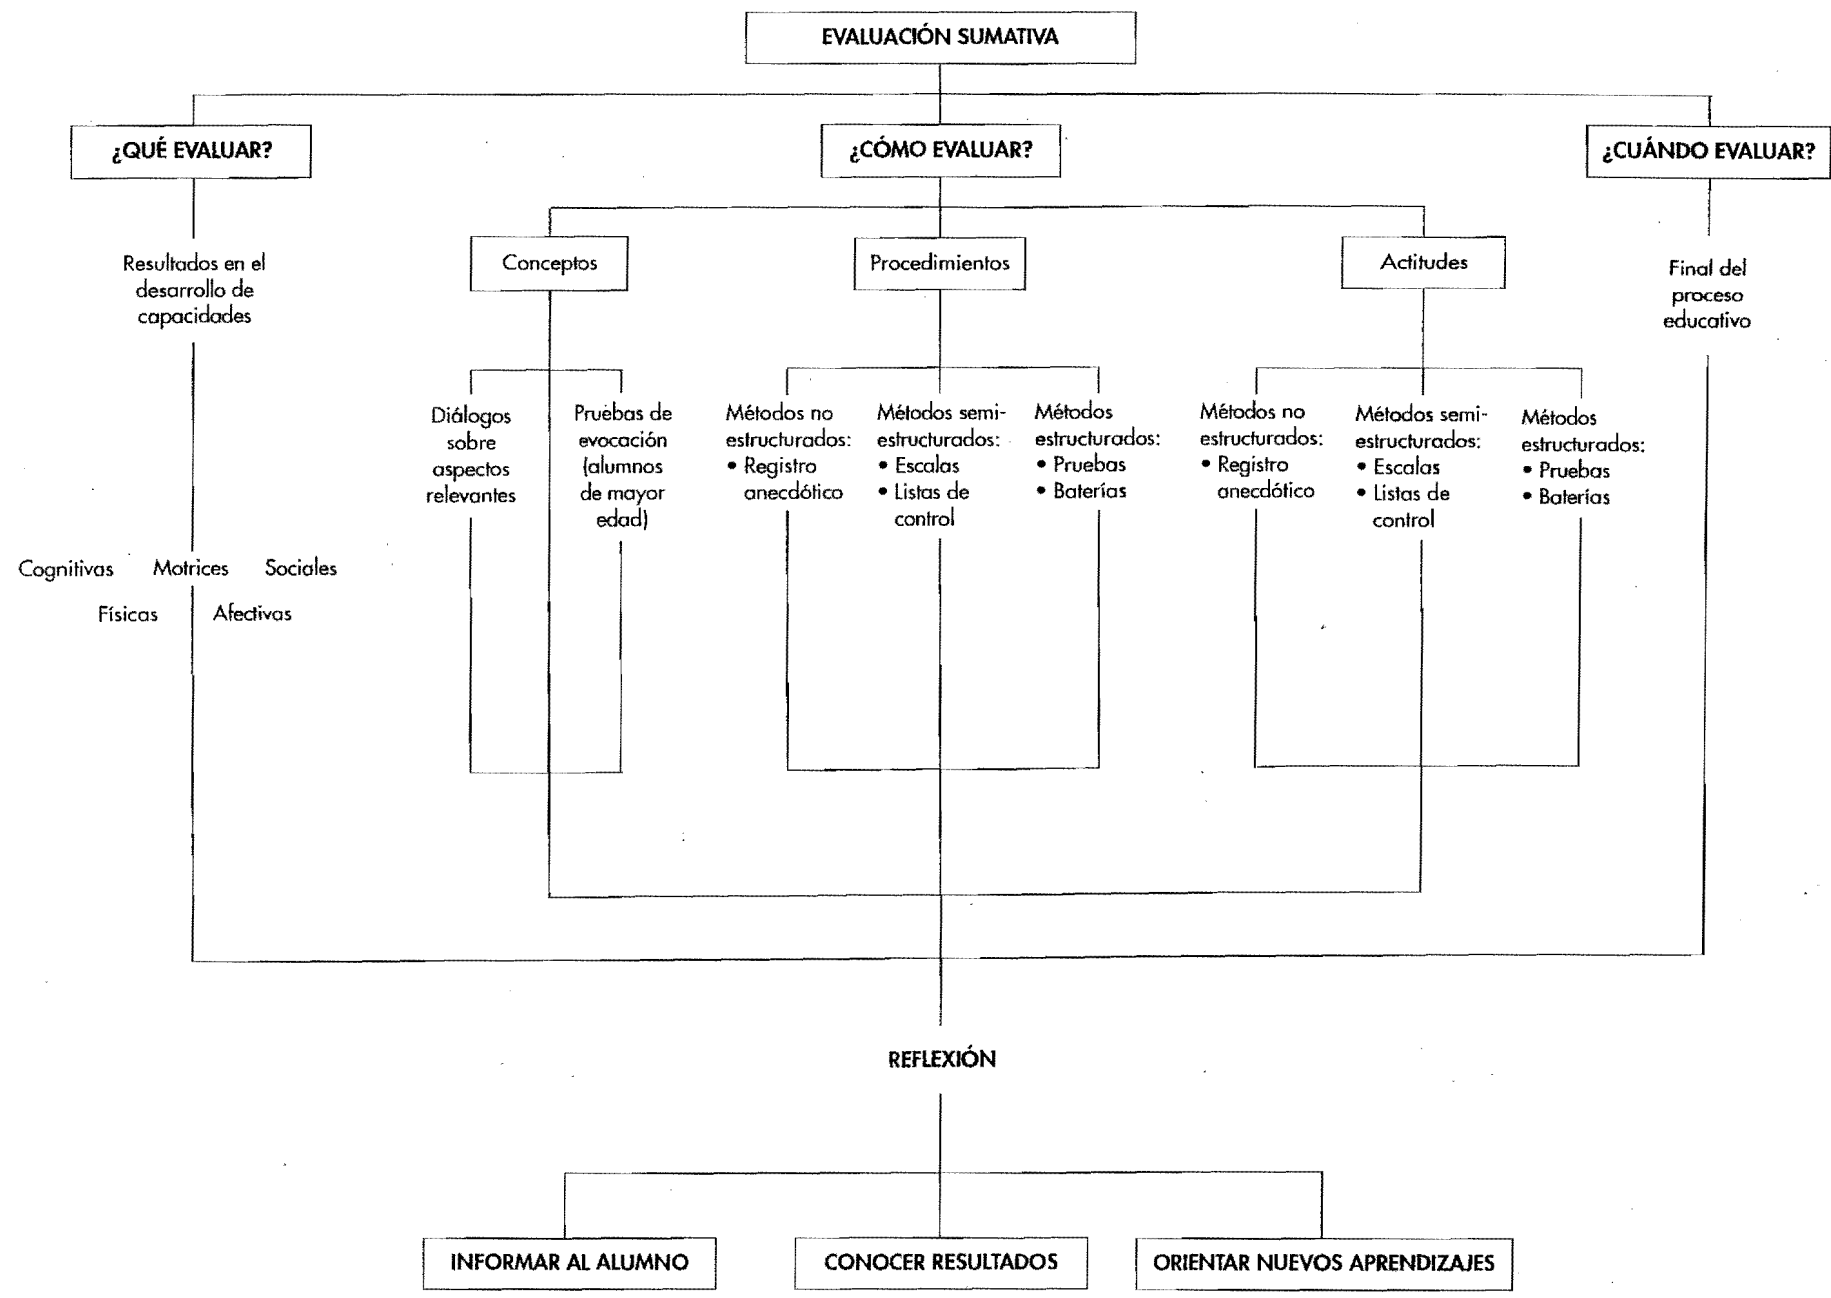 EVALUACIÓN SUMATIVA
¿QUÉ EVALUAR?
¿CÓMO EVALUAR?
¿CUÁNDO EVALUAR?
Resultados en el
desarrollo de
capacidades
Conceptos
Procedimientos
Actitudes
Final del
proceso
educativo
Diálogos
sobre
aspectos
relevantes
Pruebas de
evocación
(alumnos
de mayor
edad)
Métodos no
estructurados:
• Registro
anecdótico
Métodos semi-
estructurados:
• Escalas
• Listas de
control
Métodos
estructurados:
• Pruebas
• Baterías
Métodos no
estructurados:
• Registro
anecdótico
Métodos semi-
estructurados:
• Escalas
• Listas de
control
Métodos
estructurados:
• Pruebas
• Baterías
Cognitivas Motrices Sociales
Físicas Afectivas
REFLEXIÓN
INFORMAR AL ALUMNO
CONOCER RESULTADOS
ORIENTAR NUEVOS APRENDIZAJES